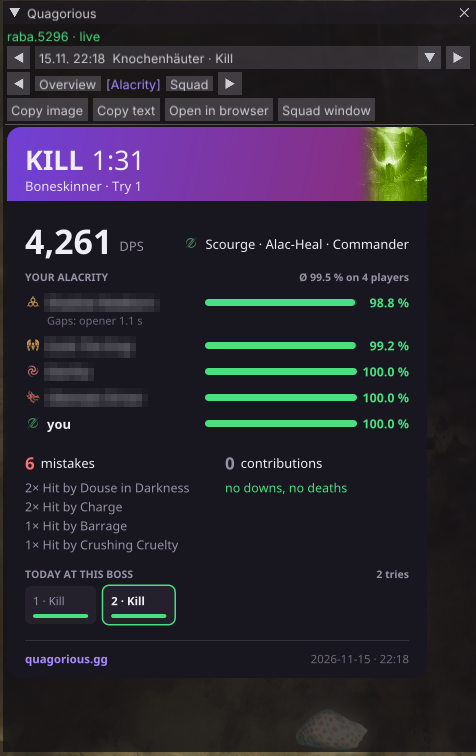 Quagorious
raba.5296 · live
15.11. 22:18 Knochenhäuter · Kill
Overview [Alacrity] Squad
Copy image Copy text Open in browser Squad window
KILL 1:31
Boneskinner · Try 1
4,261 DPS Scourge · Alac-Heal · Commander
YOUR ALACRITY Ø 99.5 % on 4 players
98.8 %
Gaps: opener 1.1 s
99.2 %
100.0 %
100.0 %
you 100.0 %
6 mistakes 0 contributions
2× Hit by Douse in Darkness no downs, no deaths
2× Hit by Charge
1× Hit by Barrage
1× Hit by Crushing Cruelty
TODAY AT THIS BOSS 2 tries
1 · Kill 2 · Kill
quagorious.gg 2026-11-15 · 22:18